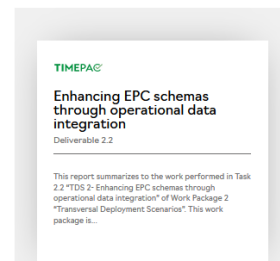 TIMEPAC
Enhancing EPC schemas
through operational data
integration
Deliverable 2.2
This report summarizes to the work performed in Task
2.2 "TDS 2- Enhancing EPC schemas through
operational data integration" of Work Package 2
"Transversal Deployment Scenarios". This work
package is...